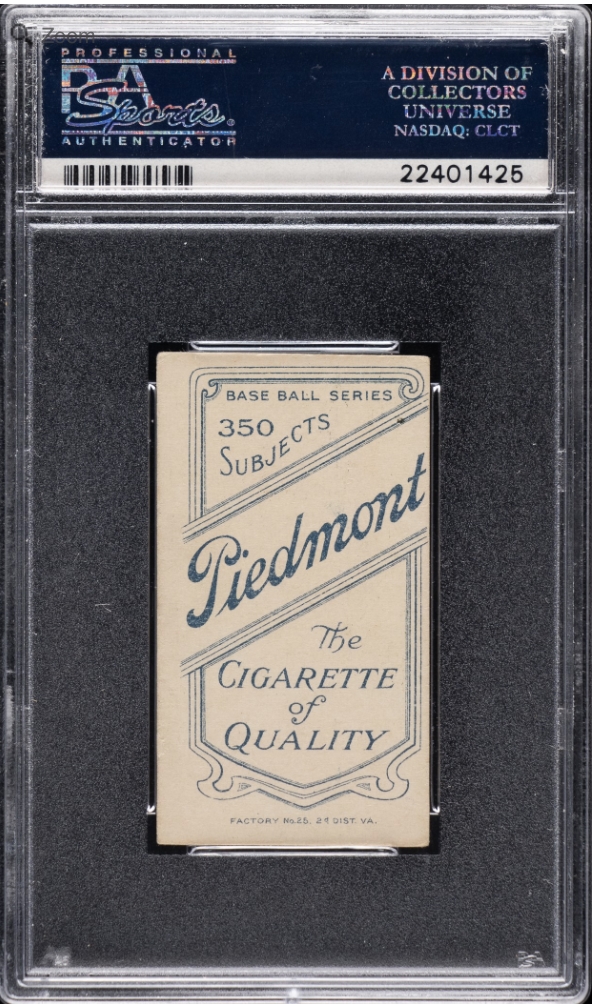 Zoom
PROFESSIONAL
PSA
Sports.
AUTHENTICATOR
A DIVISION OF
COLLECTORS
UNIVERSE
NASDAQ: CLCT
22401425
BASE BALL SERIES
350
SUBJECTS
Piedmont
The
CIGARETTE
of
QUALITY
FACTORY No. 25, 2d DIST. VA.